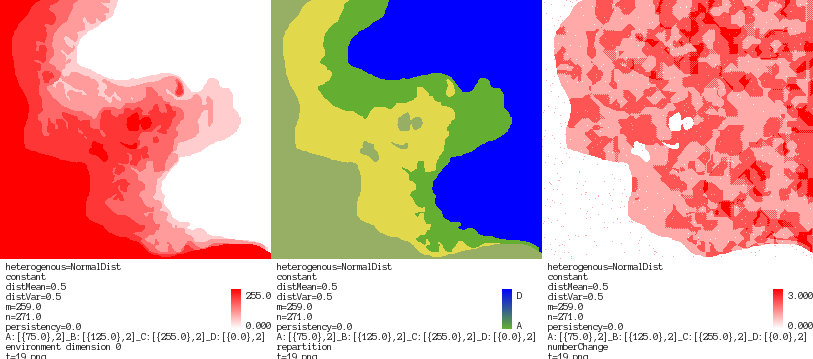 heterogenous=NormalDist
constant
distMean=0.5
distVar=0.5
m=259.0
n=271.0
persistency=0.0
A:[{75.0},2]_B:[{125.0},2]_C:[{255.0},2]_D:[{0.0},2]
environment dimension 0
t=19.png
255.0
0.000
heterogenous=NormalDist
constant
distMean=0.5
distVar=0.5
m=259.0
n=271.0
persistency=0.0
A:[{75.0},2]_B:[{125.0},2]_C:[{255.0},2]_D:[{0.0},2]
repartition
t=19.png
D
A
heterogenous=NormalDist
constant
distMean=0.5
distVar=0.5
m=259.0
n=271.0
persistency=0.0
A:[{75.0},2]_B:[{125.0},2]_C:[{255.0},2]_D:[{0.0},2]
numberChange
t=19.png
3.000
0.000